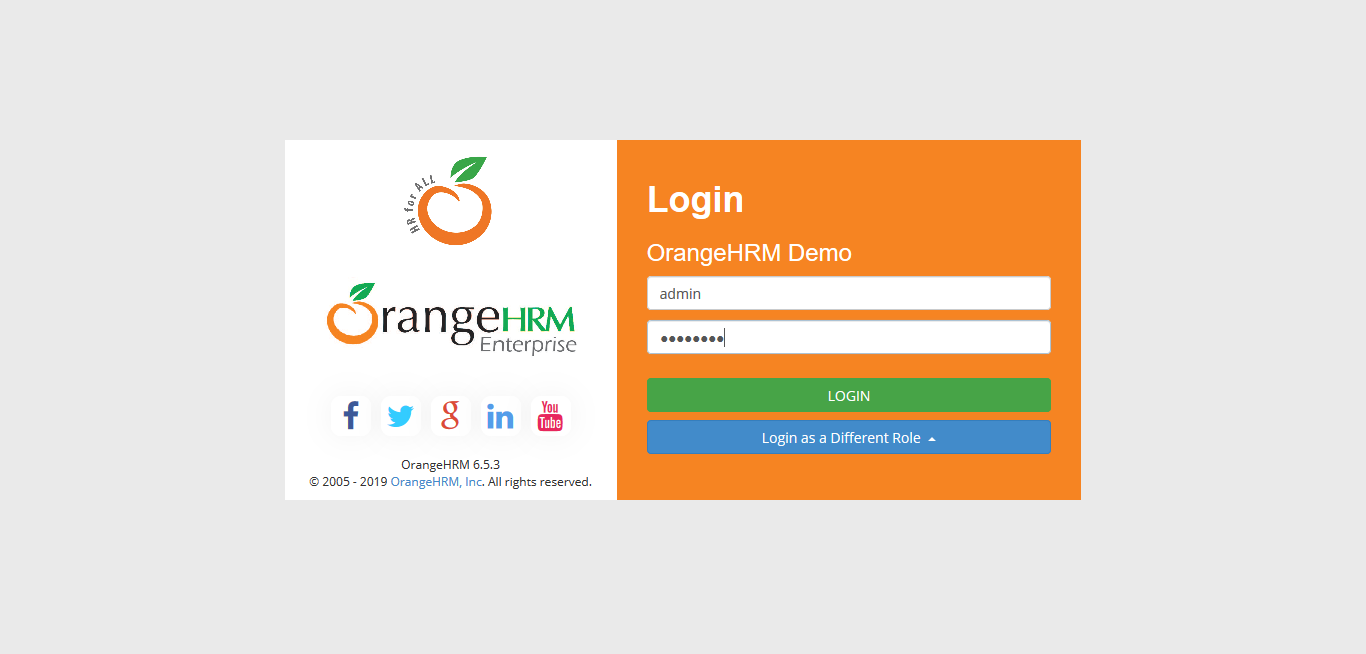 HR for ALL
OrangeHRM
Enterprise
You
Tube
OrangeHRM 6.5.3
© 2005 - 2019 OrangeHRM, Inc. All rights reserved.
Login
OrangeHRM Demo
admin
••••••••
LOGIN
Login as a Different Role